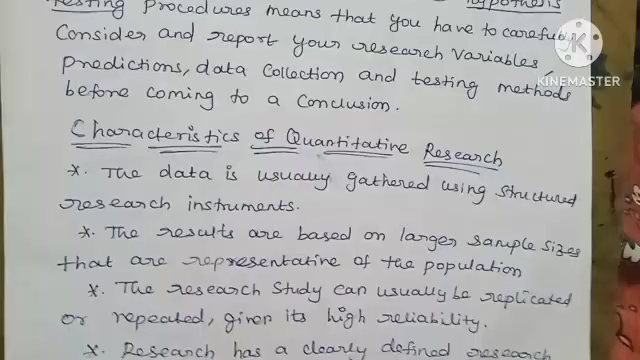 testing procedures means that you have to carefu
Consider and report your research variables
predictions, data collection and testing methods
before coming to a conclusion.
Characteristics of Quantitative Research
*. The data is usually gathered using structured
research instruments.
*. The results are based on larger sample sizes
that are representative of the population
*. The research study can usually be replicated
or repeated, given its high reliability.
*. Research has a clearly defined research
KINEMASTER